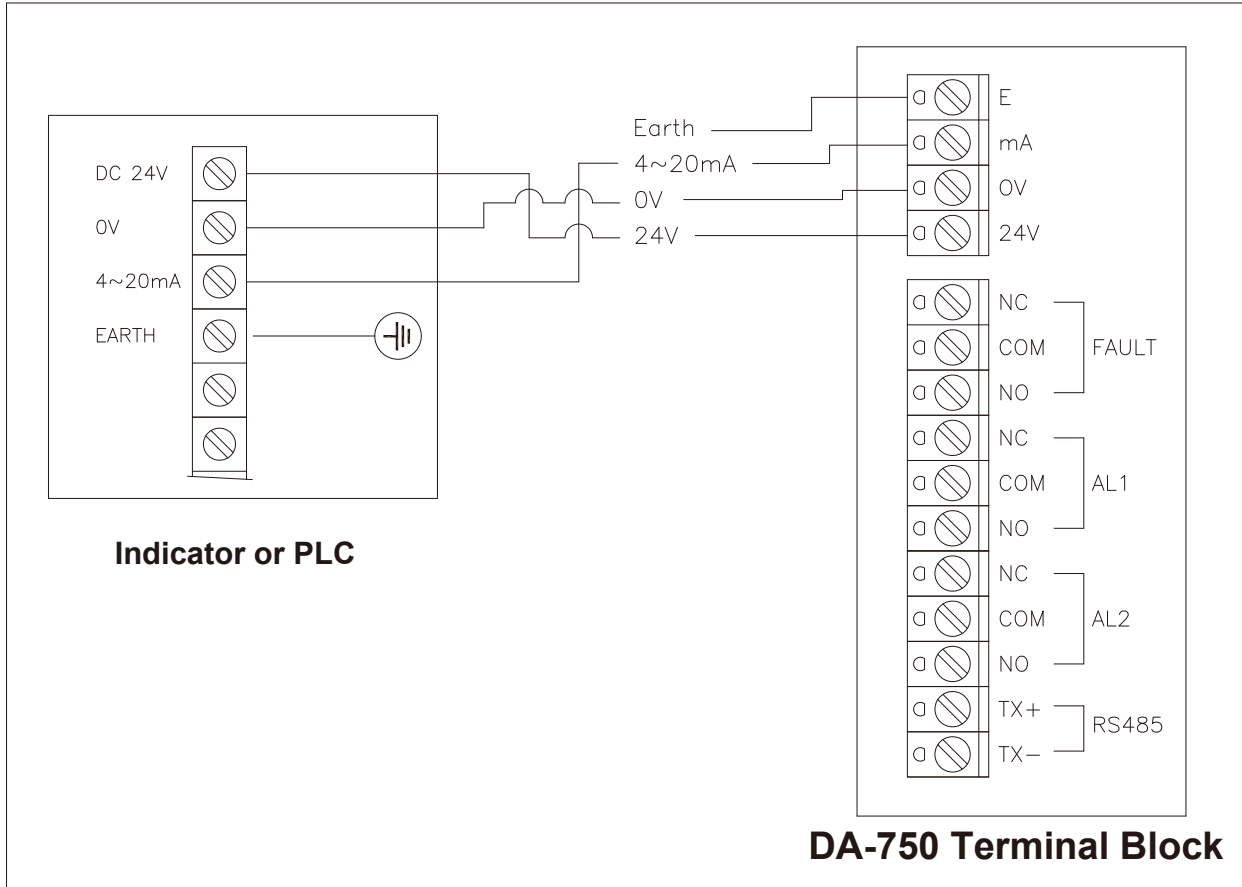 DC 24V
0V
4~20mA
EARTH
Indicator or PLC
Earth
4~20mA
0V
24V
E
mA
0V
24V
NC
COM
NO
FAULT
NC
COM
NO
AL1
NC
COM
NO
AL2
TX+
TX-
RS485
DA-750 Terminal Block